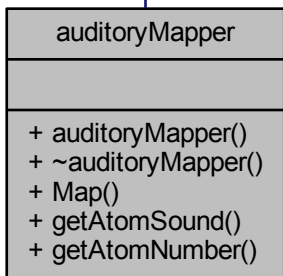 auditoryMapper
+ auditoryMapper()
+ ~auditoryMapper()
+ Map()
+ getAtomSound()
+ getAtomNumber()